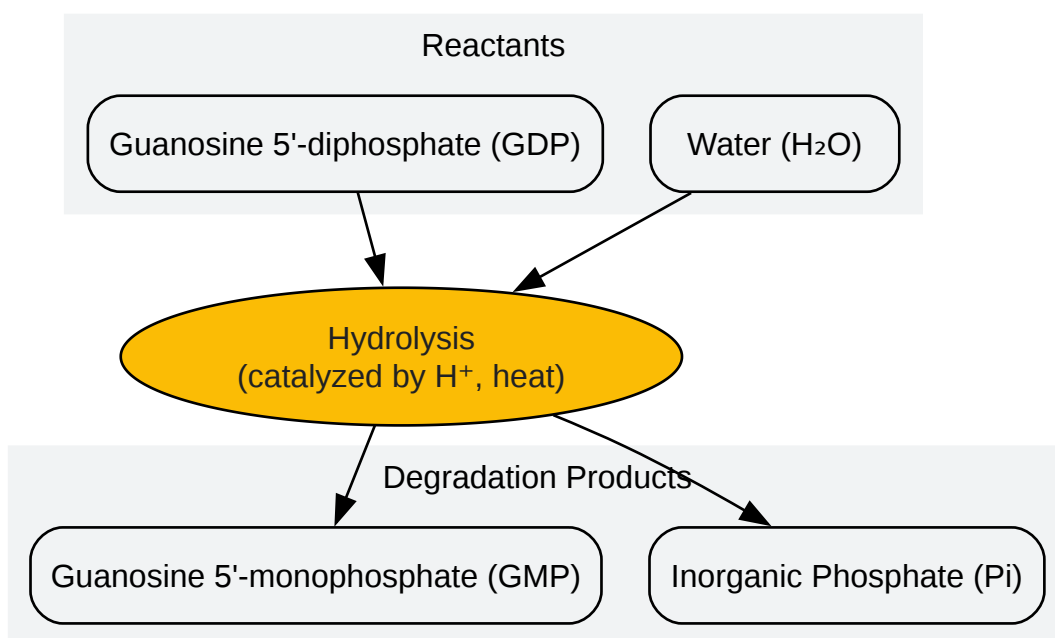 Reactants
Guanosine 5'-diphosphate (GDP)
Water (H₂O)
Hydrolysis
(catalyzed by H⁺, heat)
Degradation Products
Guanosine 5'-monophosphate (GMP)
Inorganic Phosphate (Pi)